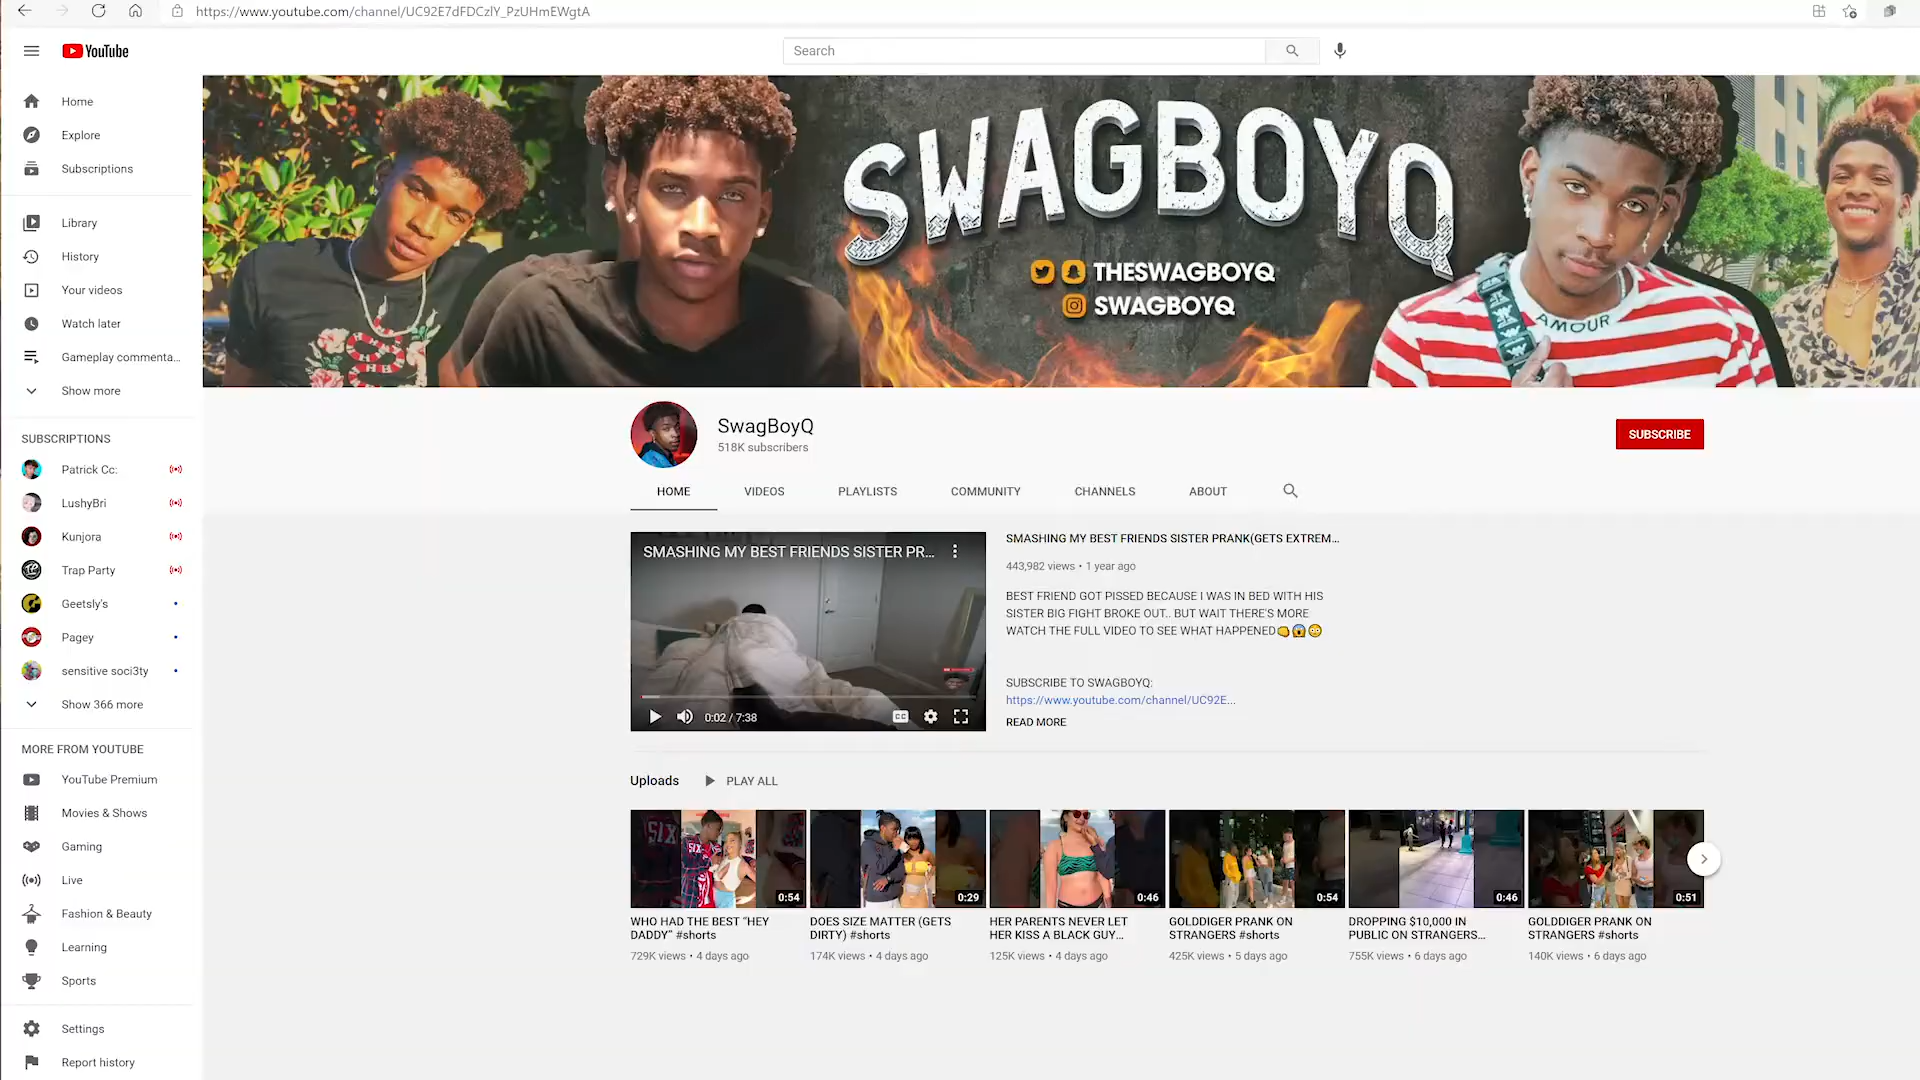 https://www.youtube.com/channel/UC92E7dFDCzlY_PzUHmEWgtA
YouTube
Search
Home
Explore
Subscriptions
Library
History
Your videos
Watch later
Gameplay commenta...
Show more
SUBSCRIPTIONS
Patrick Cc:
LushyBri
Kunjora
Trap Party
Geetsly's
Pagey
sensitive soci3ty
Show 366 more
MORE FROM YOUTUBE
YouTube Premium
Movies & Shows
Gaming
Live
Fashion & Beauty
Learning
Sports
Settings
Report history
SWAGBOYQ
THESWAGBOYQ
SWAGBOYQ
AMOUR
SwagBoyQ
518K subscribers
SUBSCRIBE
HOME
VIDEOS
PLAYLISTS
COMMUNITY
CHANNELS
ABOUT
SMASHING MY BEST FRIENDS SISTER PR...
0:02 / 7:38
CC
SMASHING MY BEST FRIENDS SISTER PRANK(GETS EXTREM...
443,982 views • 1 year ago
BEST FRIEND GOT PISSED BECAUSE I WAS IN BED WITH HIS
SISTER BIG FIGHT BROKE OUT.. BUT WAIT THERE'S MORE
WATCH THE FULL VIDEO TO SEE WHAT HAPPENED🤜😱😳
SUBSCRIBE TO SWAGBOYQ:
https://www.youtube.com/channel/UC92E...
READ MORE
Uploads
PLAY ALL
SIX
0:54
WHO HAD THE BEST “HEY
DADDY” #shorts
729K views • 4 days ago
0:29
DOES SIZE MATTER (GETS
DIRTY) #shorts
174K views • 4 days ago
0:46
HER PARENTS NEVER LET
HER KISS A BLACK GUY...
125K views • 4 days ago
0:54
GOLDDIGER PRANK ON
STRANGERS #shorts
425K views • 5 days ago
0:46
DROPPING $10,000 IN
PUBLIC ON STRANGERS...
755K views • 6 days ago
0:51
GOLDDIGER PRANK ON
STRANGERS #shorts
140K views • 6 days ago